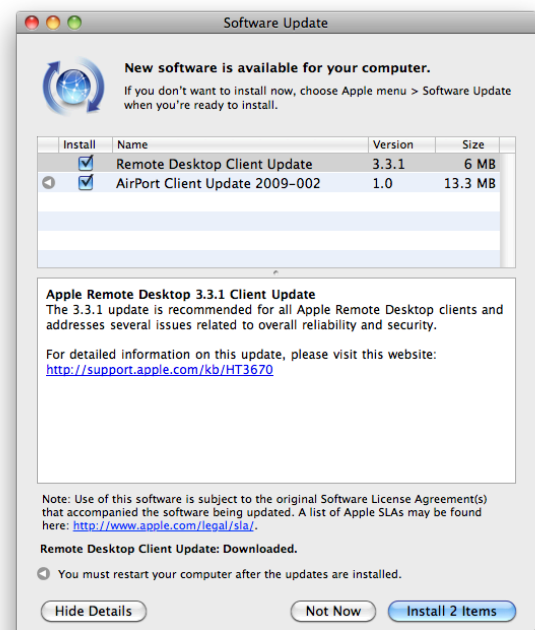 Software Update
New software is available for your computer.
If you don't want to install now, choose Apple menu > Software Update
when you're ready to install.
Install Name Version Size
Remote Desktop Client Update 3.3.1 6 MB
AirPort Client Update 2009-002 1.0 13.3 MB
Apple Remote Desktop 3.3.1 Client Update
The 3.3.1 update is recommended for all Apple Remote Desktop clients and
addresses several issues related to overall reliability and security.
For detailed information on this update, please visit this website:
http://support.apple.com/kb/HT3670
Note: Use of this software is subject to the original Software License Agreement(s)
that accompanied the software being updated. A list of Apple SLAs may be found
here: http://www.apple.com/legal/sla/.
Remote Desktop Client Update: Downloaded.
You must restart your computer after the updates are installed.
Hide Details Not Now Install 2 Items